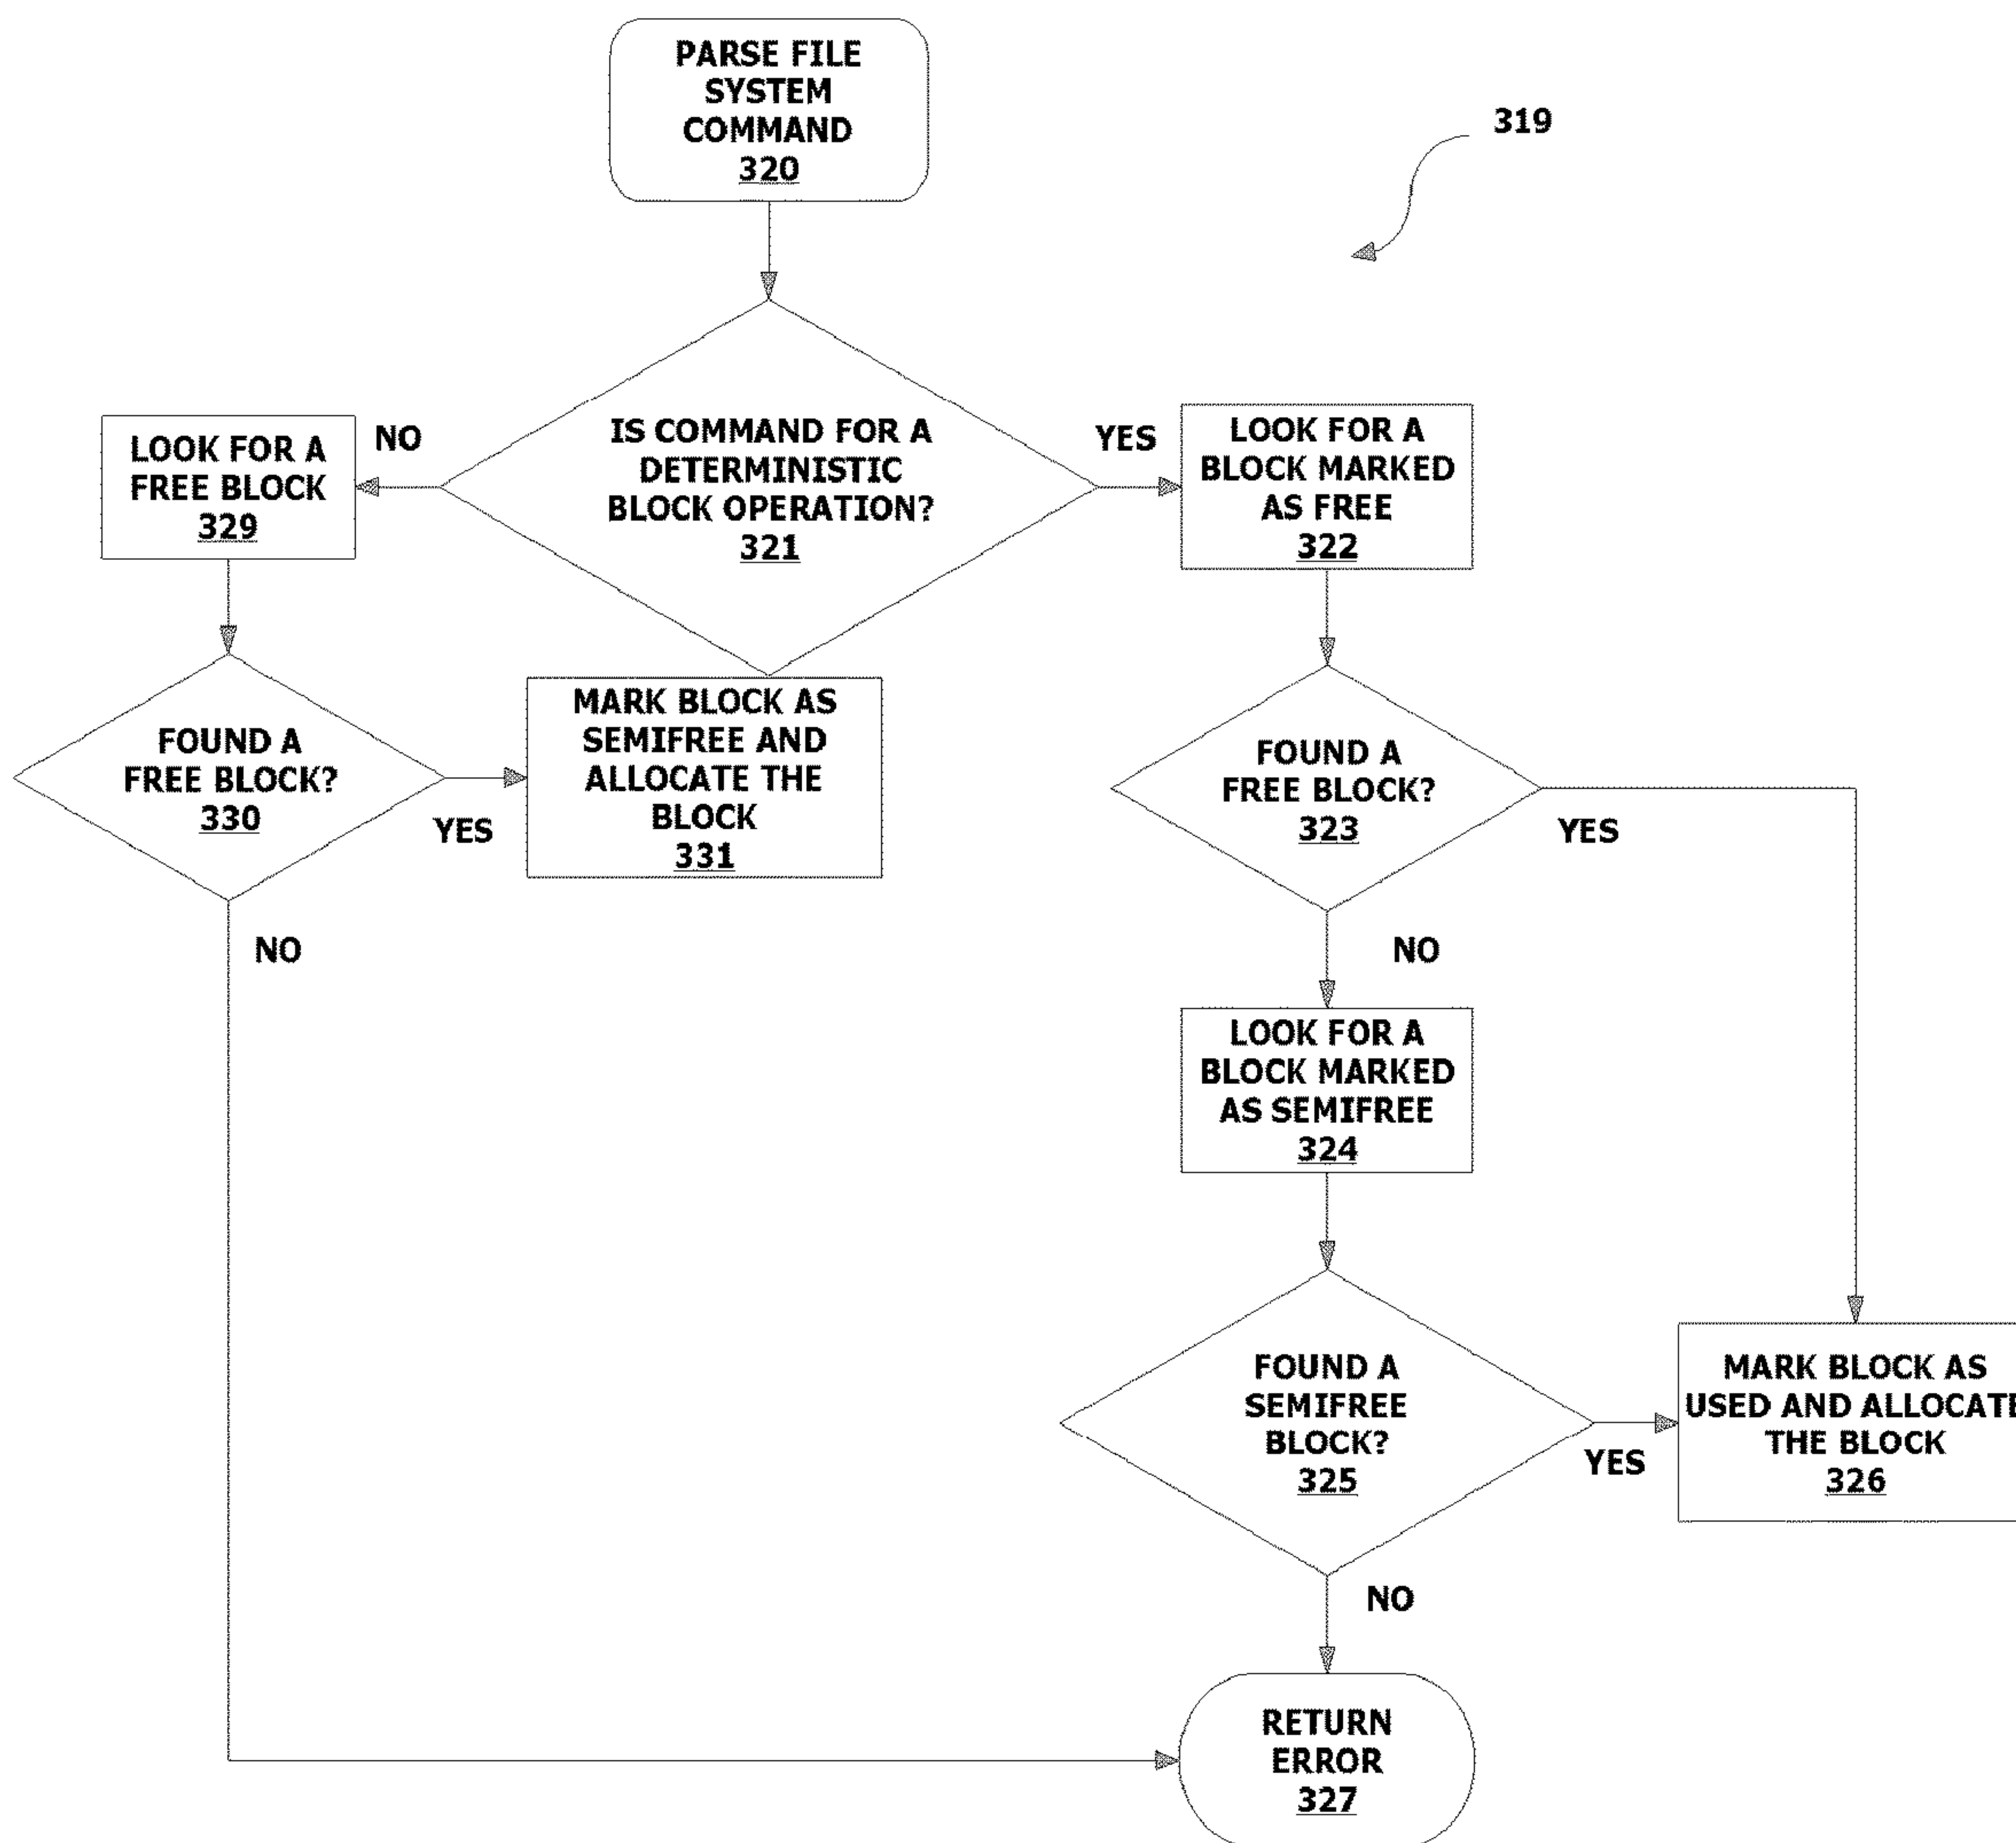 PARSE FILE
SYSTEM
COMMAND
320
319
IS COMMAND FOR A
DETERMINISTIC
BLOCK OPERATION?
321
NO
YES
LOOK FOR A
FREE BLOCK
329
LOOK FOR A
BLOCK MARKED
AS FREE
322
FOUND A
FREE BLOCK?
330
YES
NO
MARK BLOCK AS
SEMIFREE AND
ALLOCATE THE
BLOCK
331
FOUND A
FREE BLOCK?
323
YES
NO
LOOK FOR A
BLOCK MARKED
AS SEMIFREE
324
FOUND A
SEMIFREE
BLOCK?
325
YES
NO
MARK BLOCK AS
USED AND ALLOCATE
THE BLOCK
326
RETURN
ERROR
327